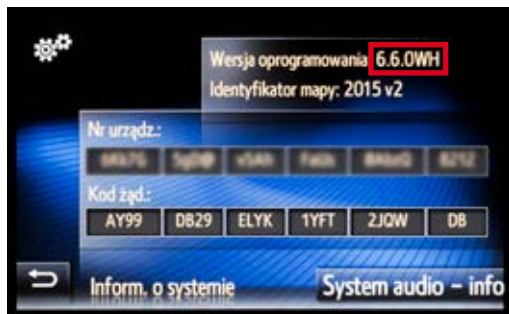 Wersja oprogramowania: 6.6.0WH
Identyfikator mapy: 2015 v2
Nr urządz.:
Kod żąd.:
AY99 DB29 ELYK 1YFT 2JQW DB
Inform. o systemie System audio – info